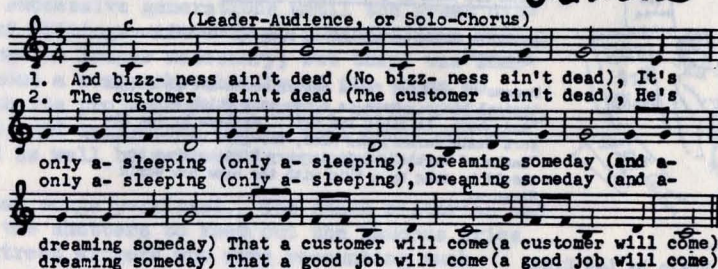 (Leader-Audience, or Solo-Chorus)
C
1. And bizz- ness ain't dead (No bizz- ness ain't dead), It's
2. The customer ain't dead (The customer ain't dead), He's
G
only a- sleeping (only a- sleeping), Dreaming someday (and a-
only a- sleeping (only a- sleeping), Dreaming someday (and a-
C
dreaming someday) That a customer will come(a customer will come)
dreaming someday) That a good job will come(a good job will come)